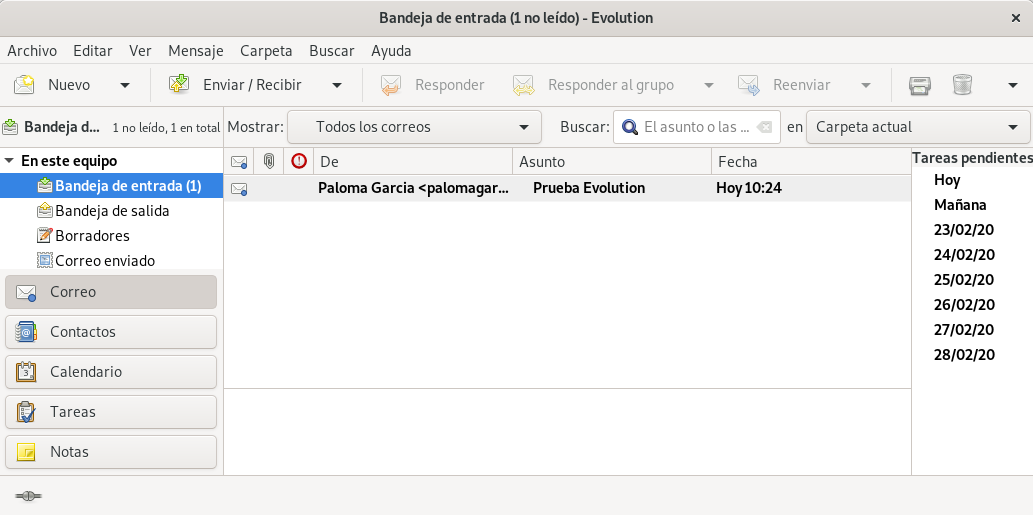 Bandeja de entrada (1 no leído) - Evolution
Archivo Editar Ver Mensaje Carpeta Buscar Ayuda
Nuevo Enviar / Recibir Responder Responder al grupo Reenviar
Bandeja d... 1 no leído, 1 en total Mostrar: Todos los correos Buscar: El asunto o las ... en Carpeta actual
En este equipo
Bandeja de entrada (1)
Bandeja de salida
Borradores
Correo enviado
Correo
Contactos
Calendario
Tareas
Notas
De Asunto Fecha
Paloma Garcia <palomagar... Prueba Evolution Hoy 10:24
Tareas pendientes
Hoy
Mañana
23/02/20
24/02/20
25/02/20
26/02/20
27/02/20
28/02/20